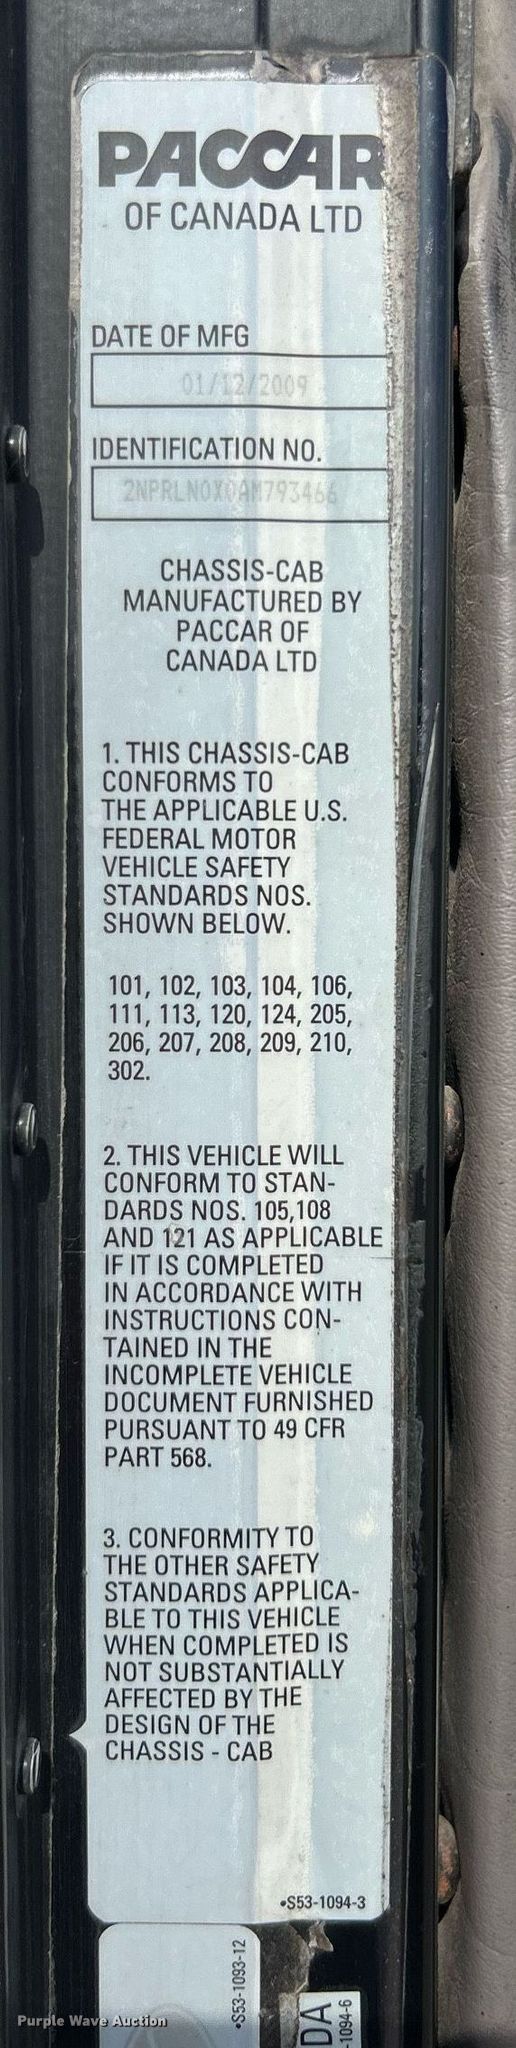 PACCAR
OF CANADA LTD
DATE OF MFG
01/12/2009
IDENTIFICATION NO.
2NPRLN0X0AM793466
CHASSIS-CAB
MANUFACTURED BY
PACCAR OF
CANADA LTD
1. THIS CHASSIS-CAB
CONFORMS TO
THE APPLICABLE U.S.
FEDERAL MOTOR
VEHICLE SAFETY
STANDARDS NOS.
SHOWN BELOW.
101, 102, 103, 104, 106,
111, 113, 120, 124, 205,
206, 207, 208, 209, 210,
302.
2. THIS VEHICLE WILL
CONFORM TO STAN-
DARDS NOS. 105,108
AND 121 AS APPLICABLE
IF IT IS COMPLETED
IN ACCORDANCE WITH
INSTRUCTIONS CON-
TAINED IN THE
INCOMPLETE VEHICLE
DOCUMENT FURNISHED
PURSUANT TO 49 CFR
PART 568.
3. CONFORMITY TO
THE OTHER SAFETY
STANDARDS APPLICA-
BLE TO THIS VEHICLE
WHEN COMPLETED IS
NOT SUBSTANTIALLY
AFFECTED BY THE
DESIGN OF THE
CHASSIS - CAB
•S53-1094-3
•S53-1093-12
DA
-1094-6
Purple Wave Auction